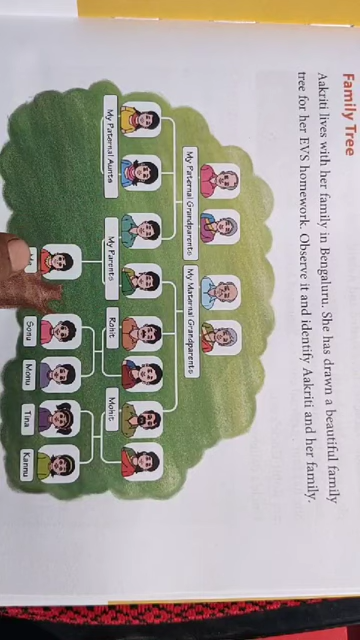 Family Tree
Aakriti lives with her family in Bengaluru. She has drawn a beautiful family
tree for her EVS homework. Observe it and identify Aakriti and her family.
My Paternal Grandparents
My Maternal Grandparents
My Paternal Aunts
My Parents
Rohit
Mohit
Me
Sonu
Monu
Tina
Kannu